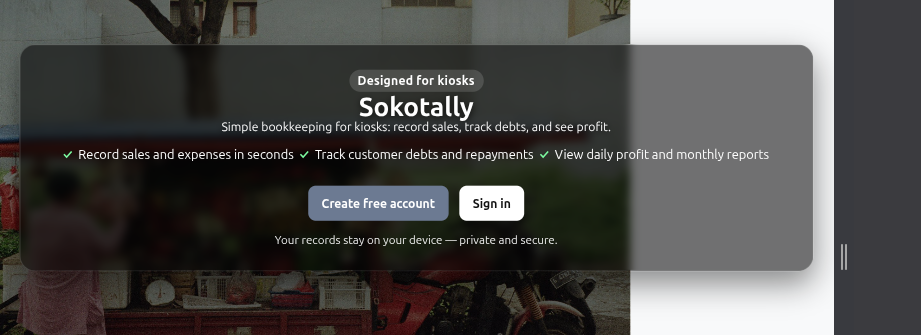 Designed for kiosks
Sokotally
Simple bookkeeping for kiosks: record sales, track debts, and see profit.
✓ Record sales and expenses in seconds ✓ Track customer debts and repayments ✓ View daily profit and monthly reports
Create free account Sign in
Your records stay on your device — private and secure.